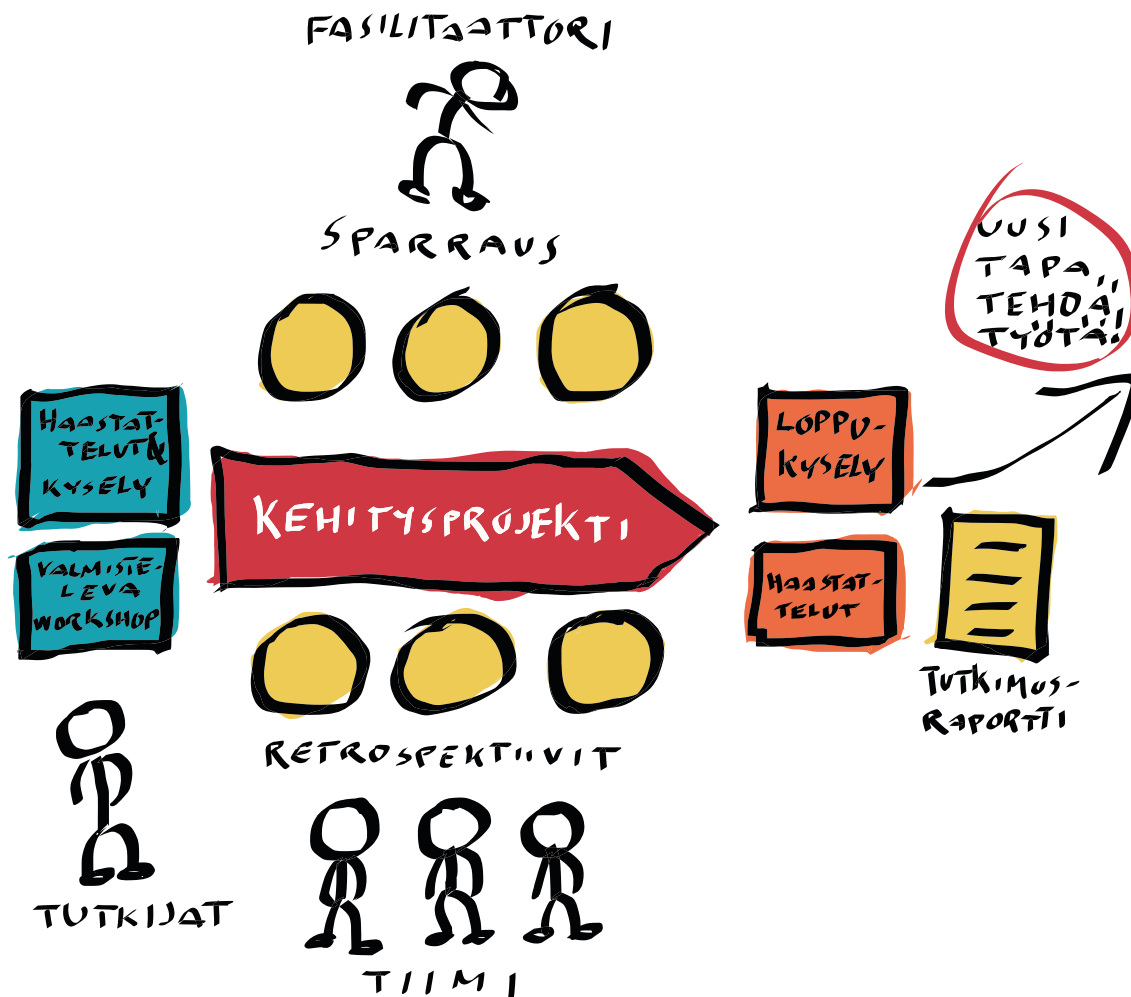 FASILITAATTORI
SPARRAUS
UUSI
TAPA
TEHDÄ
TYÖTÄ!
HAASTAT-
TELUT &
KYSELY
VALMISTE-
LEVA
WORKSHOP
KEHITYSPROJEKTI
LOPPU-
KYSELY
HAASTAT-
TELUT
TUTKIMUS-
RAPORTTI
RETROSPEKTIIVIT
TUTKIJAT
TIIMI